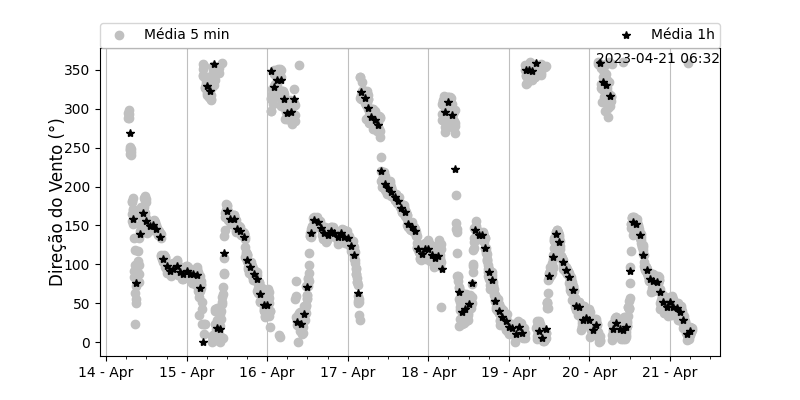 Média 5 min
Média 1h
2023-04-21 06:32
Direção do Vento (°)
350
300
250
200
150
100
50
0
14 - Apr
15 - Apr
16 - Apr
17 - Apr
18 - Apr
19 - Apr
20 - Apr
21 - Apr